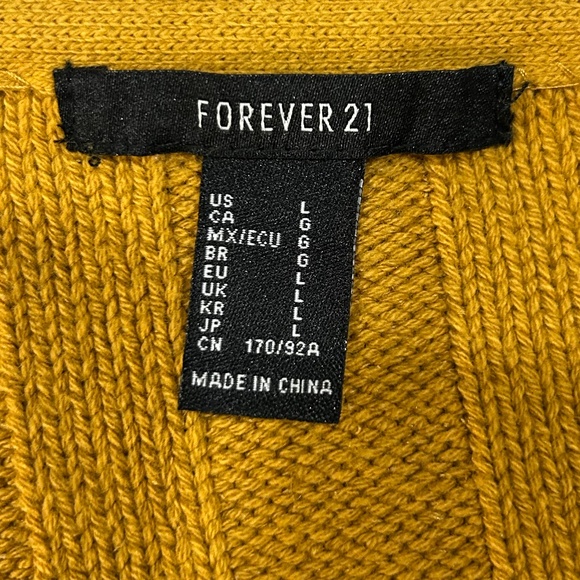 FOREVER 21
US L
CA G
MX/ECU G
BR G
EU L
UK L
KR L
JP L
CN 170/92A
MADE IN CHINA